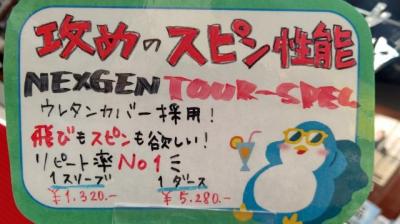 攻めのスピン性能
NEXGEN TOUR-SPEC
ウレタンカバー採用!
飛びもスピンも欲しい!
リピート率No1ミ
1スリーブ 1ダース
¥1,320.- ¥5,280.-